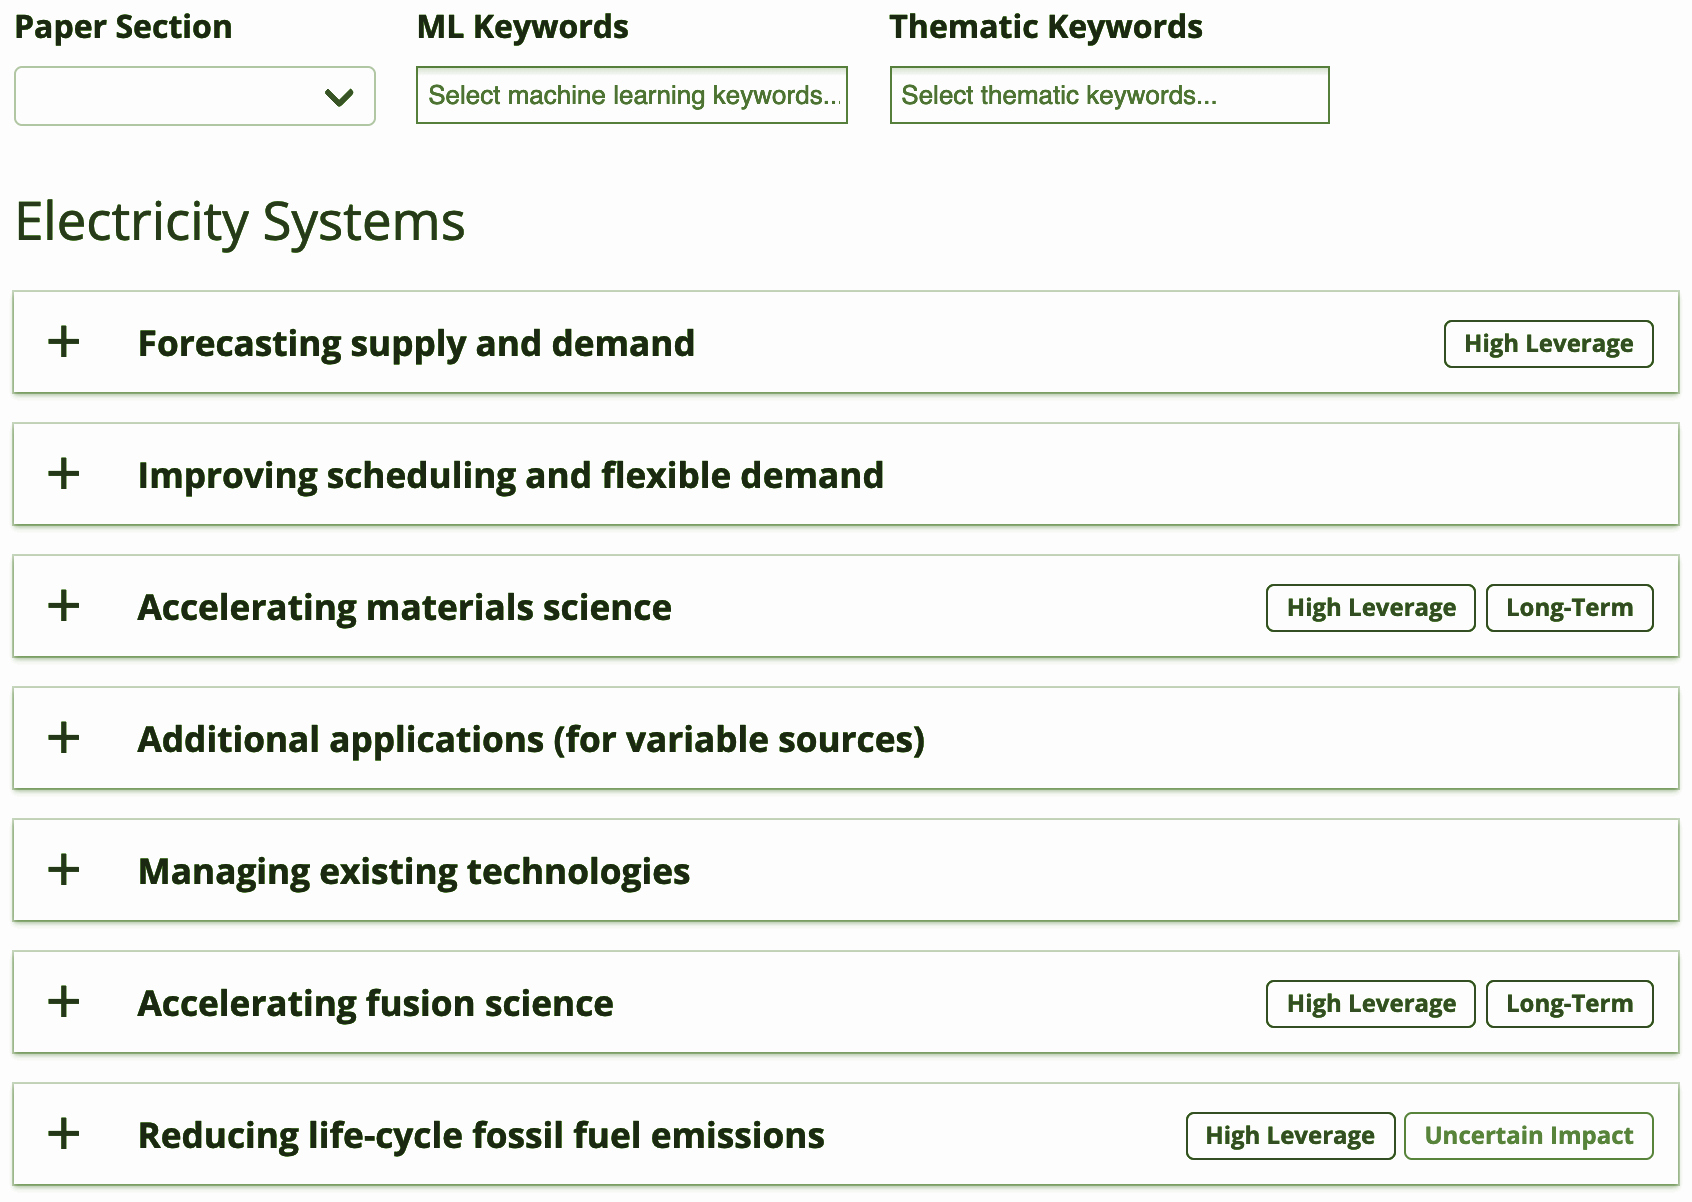 Paper Section
ML Keywords
Thematic Keywords
Select machine learning keywords...
Select thematic keywords...
Electricity Systems
Forecasting supply and demand
High Leverage
Improving scheduling and flexible demand
Accelerating materials science
High Leverage
Long-Term
Additional applications (for variable sources)
Managing existing technologies
Accelerating fusion science
High Leverage
Long-Term
Reducing life-cycle fossil fuel emissions
High Leverage
Uncertain Impact